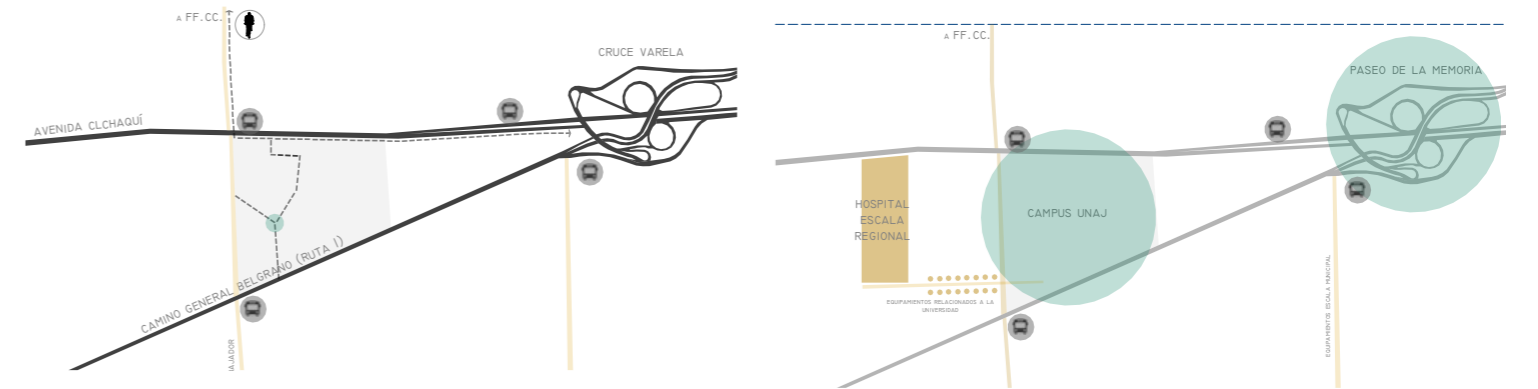 A FF.CC.
CRUCE VARELA
AVENIDA CLCHAQUÍ
CAMINO GENERAL BELGRANO (RUTA 1)
AJADOR
A FF.CC.
PASEO DE LA MEMORIA
HOSPITAL
ESCALA
REGIONAL
CAMPUS UNAJ
EQUIPAMIENTOS RELACIONADOS A LA
UNIVERSIDAD
EQUIPAMIENTOS ESCALA MUNICIPAL